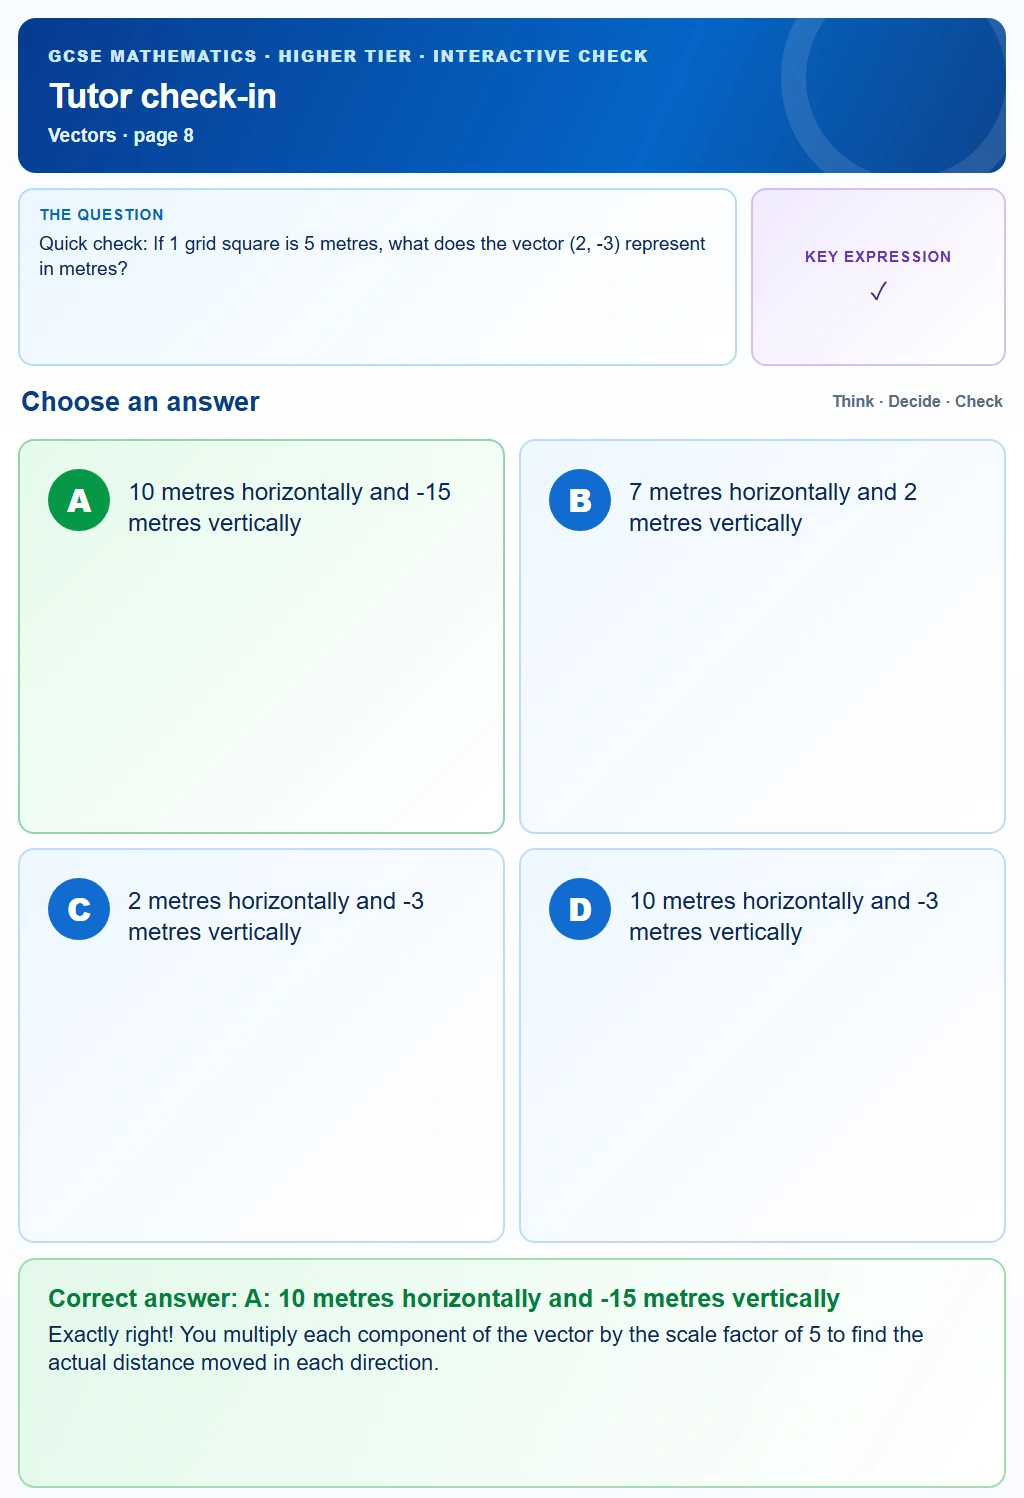 GCSE MATHEMATICS · HIGHER TIER · INTERACTIVE CHECK
Tutor check-in
Vectors · page 8
THE QUESTION
Quick check: If 1 grid square is 5 metres, what does the vector (2, -3) represent
in metres?
KEY EXPRESSION
✓
Choose an answer
Think · Decide · Check
A
10 metres horizontally and -15
metres vertically
B
7 metres horizontally and 2
metres vertically
C
2 metres horizontally and -3
metres vertically
D
10 metres horizontally and -3
metres vertically
Correct answer: A: 10 metres horizontally and -15 metres vertically
Exactly right! You multiply each component of the vector by the scale factor of 5 to find the
actual distance moved in each direction.